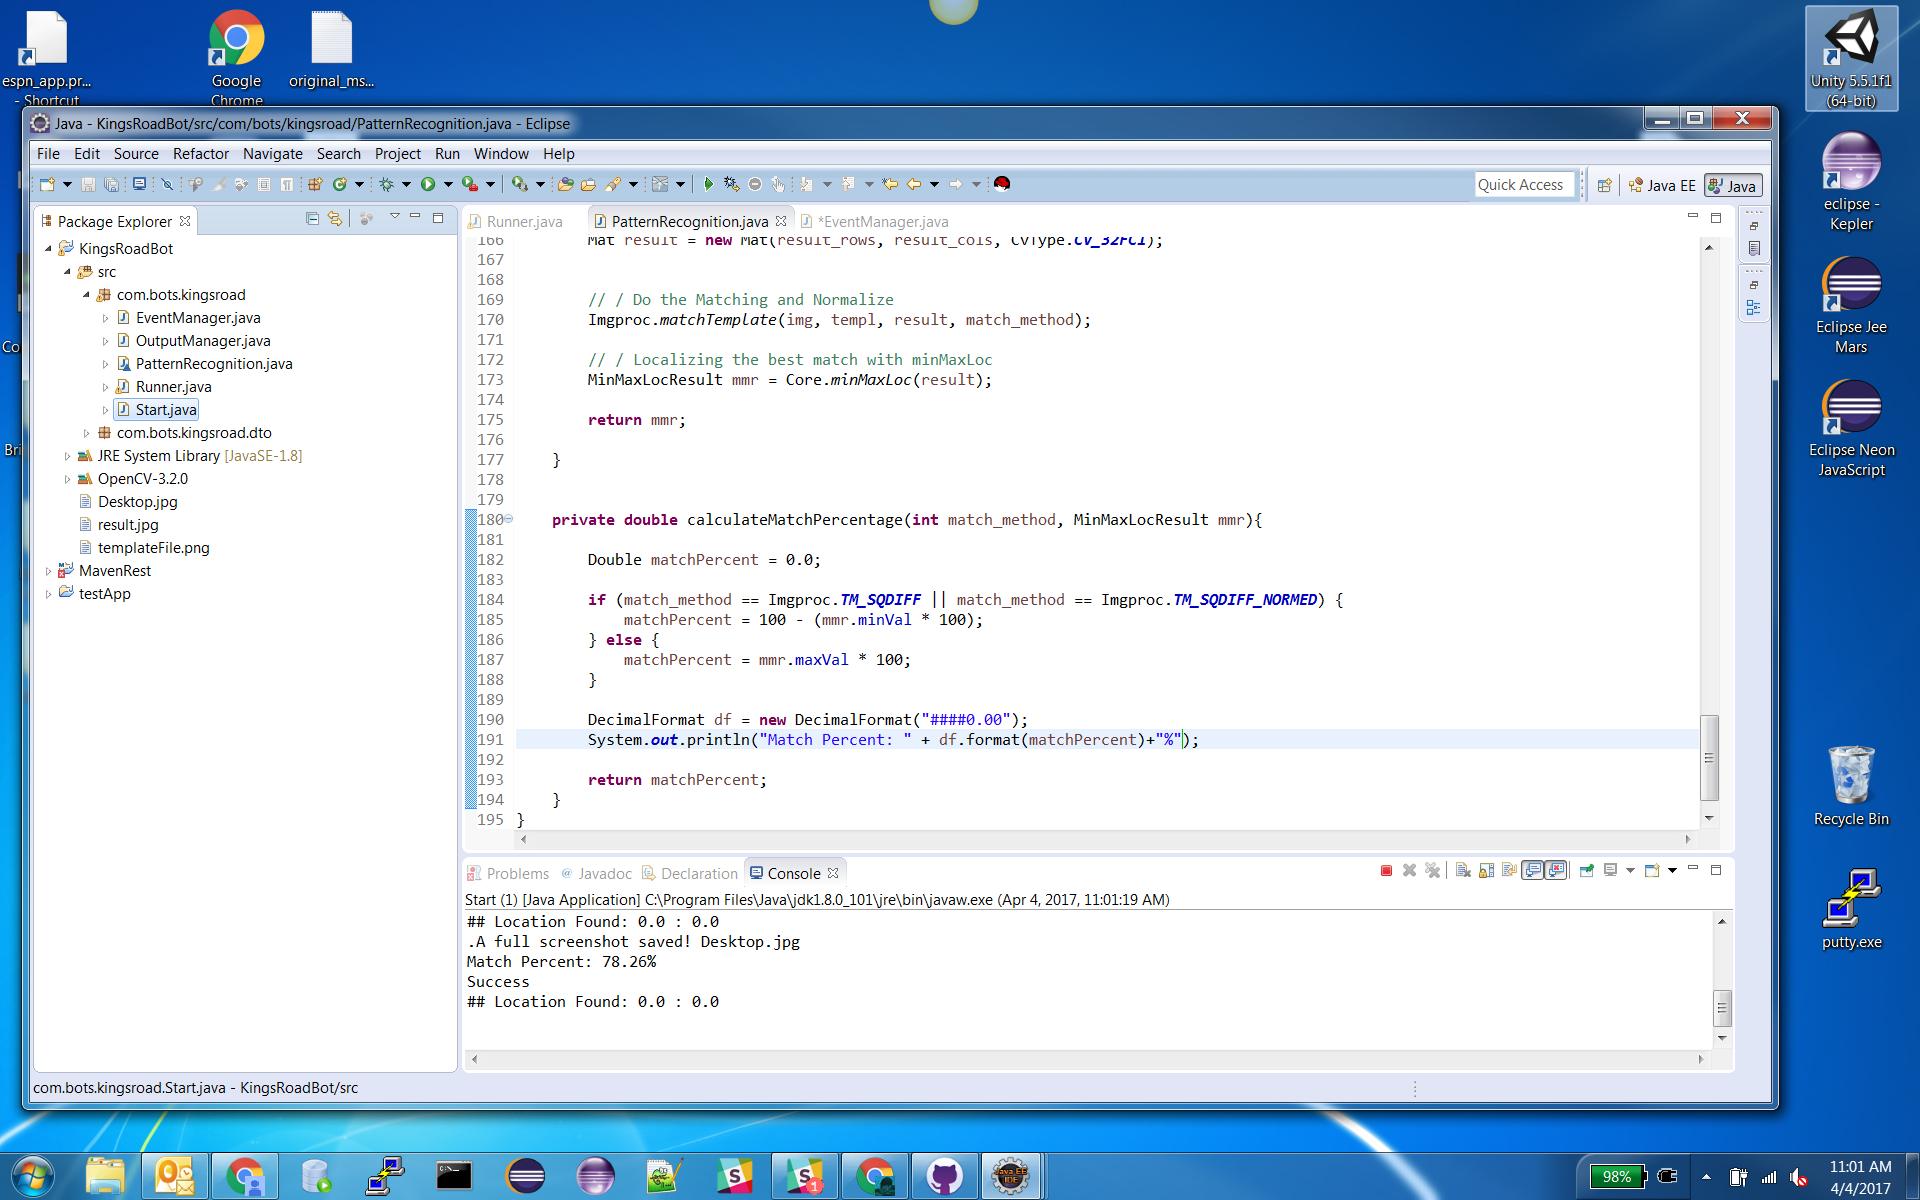 espn_app.pr...
- Shortcut
Google
Chrome
original_ms...
Unity 5.5.1f1
(64-bit)
Java - KingsRoadBot/src/com/bots/kingsroad/PatternRecognition.java - Eclipse
File Edit Source Refactor Navigate Search Project Run Window Help
Quick Access
Java EE
Java
Package Explorer
KingsRoadBot
src
com.bots.kingsroad
EventManager.java
OutputManager.java
PatternRecognition.java
Runner.java
Start.java
com.bots.kingsroad.dto
JRE System Library [JavaSE-1.8]
OpenCV-3.2.0
Desktop.jpg
result.jpg
templateFile.png
MavenRest
testApp
Runner.java
PatternRecognition.java
*EventManager.java
166 Mat result = new Mat(result_rows, result_cols, CvType.CV_32FC1);
167
168
169 // / Do the Matching and Normalize
170 Imgproc.matchTemplate(img, templ, result, match_method);
171
172 // / Localizing the best match with minMaxLoc
173 MinMaxLocResult mmr = Core.minMaxLoc(result);
174
175 return mmr;
176
177 }
178
179
180 private double calculateMatchPercentage(int match_method, MinMaxLocResult mmr){
181
182 Double matchPercent = 0.0;
183
184 if (match_method == Imgproc.TM_SQDIFF || match_method == Imgproc.TM_SQDIFF_NORMED) {
185 matchPercent = 100 - (mmr.minVal * 100);
186 } else {
187 matchPercent = mmr.maxVal * 100;
188 }
189
190 DecimalFormat df = new DecimalFormat("####0.00");
191 System.out.println("Match Percent: " + df.format(matchPercent)+"%");
192
193 return matchPercent;
194 }
195 }
Problems
@ Javadoc
Declaration
Console
Start (1) [Java Application] C:\Program Files\Java\jdk1.8.0_101\jre\bin\javaw.exe (Apr 4, 2017, 11:01:19 AM)
## Location Found: 0.0 : 0.0
.A full screenshot saved! Desktop.jpg
Match Percent: 78.26%
Success
## Location Found: 0.0 : 0.0
com.bots.kingsroad.Start.java - KingsRoadBot/src
eclipse -
Kepler
Eclipse Jee
Mars
Eclipse Neon
JavaScript
Recycle Bin
putty.exe
Co
Bri
Java EE
IDE
1
98%
11:01 AM
4/4/2017